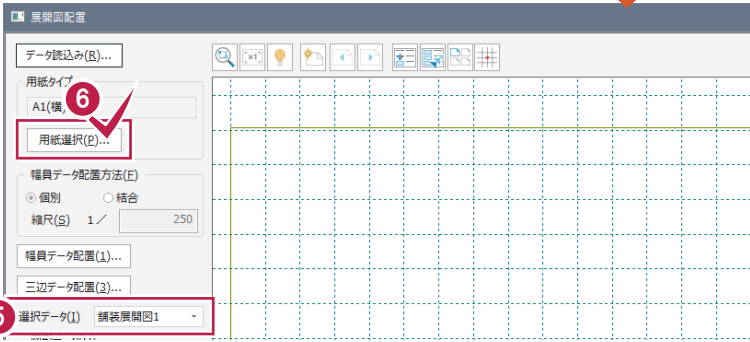 展開図配置
データ読込み(R)...
用紙タイプ
A1(横)
6
用紙選択(P)...
幅員データ配置方法(F)
個別 結合
縮尺(S) 1／ 250
幅員データ配置(1)...
三辺データ配置(3)...
5 選択データ(I) 舗装展開図1